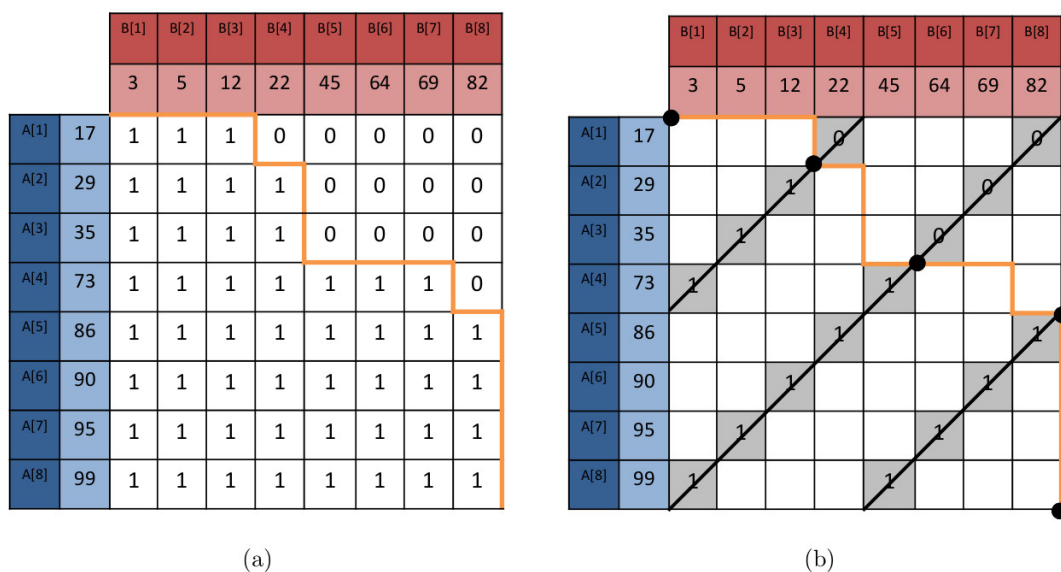 B[1] B[2] B[3] B[4] B[5] B[6] B[7] B[8]
3 5 12 22 45 64 69 82
A[1] 17 1 1 1 0 0 0 0 0
A[2] 29 1 1 1 1 0 0 0 0
A[3] 35 1 1 1 1 0 0 0 0
A[4] 73 1 1 1 1 1 1 1 0
A[5] 86 1 1 1 1 1 1 1 1
A[6] 90 1 1 1 1 1 1 1 1
A[7] 95 1 1 1 1 1 1 1 1
A[8] 99 1 1 1 1 1 1 1 1
(a)
B[1] B[2] B[3] B[4] B[5] B[6] B[7] B[8]
3 5 12 22 45 64 69 82
A[1] 17 0 0
A[2] 29 1 0
A[3] 35 1 0
A[4] 73 1 1
A[5] 86 1 1
A[6] 90 1 1
A[7] 95 1 1
A[8] 99 1 1
(b)